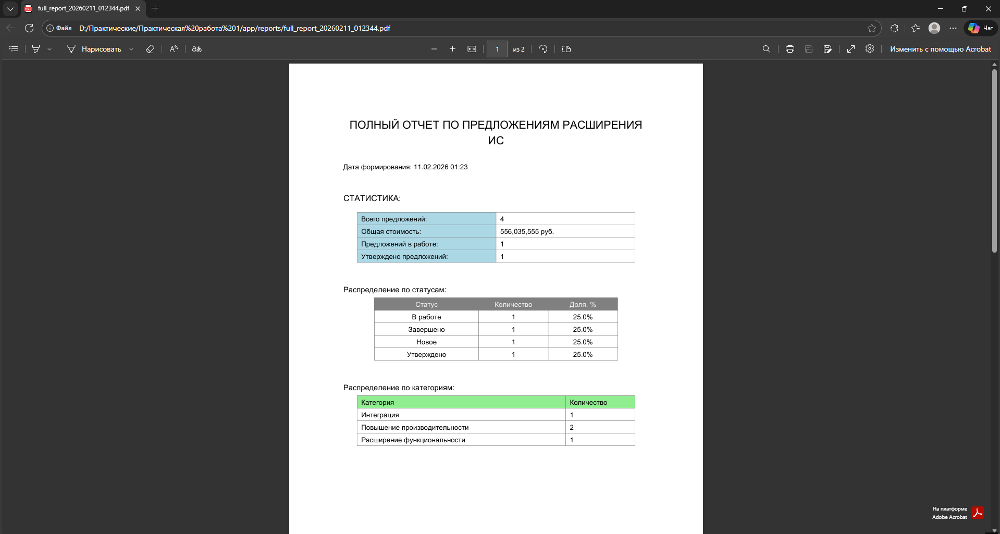 full_report_20260211_012344.pdf
Файл D:/Практические/Практическая%20работа%201/app/reports/full_report_20260211_012344.pdf
Чат
Нарисовать
1 из 2
Изменить с помощью Acrobat
ПОЛНЫЙ ОТЧЕТ ПО ПРЕДЛОЖЕНИЯМ РАСШИРЕНИЯ
ИС
Дата формирования: 11.02.2026 01:23
СТАТИСТИКА:
Всего предложений: 4
Общая стоимость: 556,035,555 руб.
Предложений в работе: 1
Утверждено предложений: 1
Распределение по статусам:
Статус Количество Доля, %
В работе 1 25.0%
Завершено 1 25.0%
Новое 1 25.0%
Утверждено 1 25.0%
Распределение по категориям:
Категория Количество
Интеграция 1
Повышение производительности 2
Расширение функциональности 1
На платформе
Adobe Acrobat